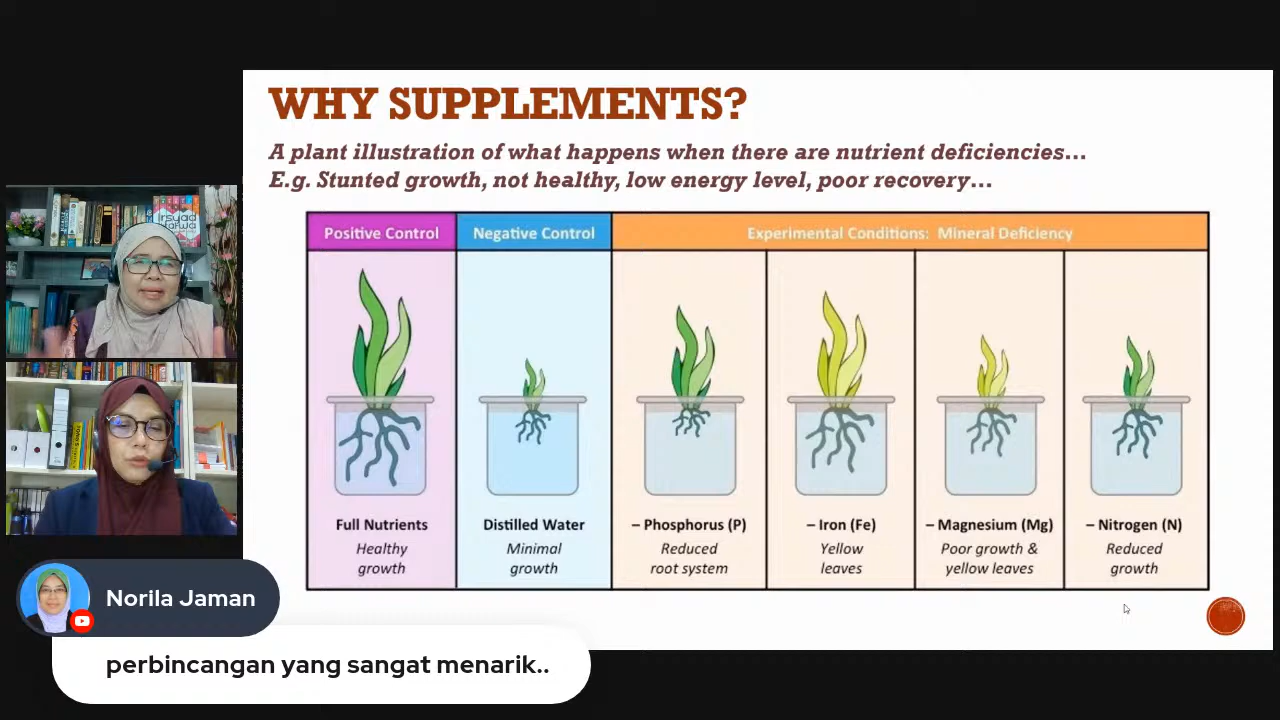 WHY SUPPLEMENTS?
A plant illustration of what happens when there are nutrient deficiencies...
E.g. Stunted growth, not healthy, low energy level, poor recovery...
Positive Control
Negative Control
Experimental Conditions: Mineral Deficiency
Full Nutrients
Healthy
growth
Distilled Water
Minimal
growth
– Phosphorus (P)
Reduced
root system
– Iron (Fe)
Yellow
leaves
– Magnesium (Mg)
Poor growth &
yellow leaves
– Nitrogen (N)
Reduced
growth
Norila Jaman
perbincangan yang sangat menarik..